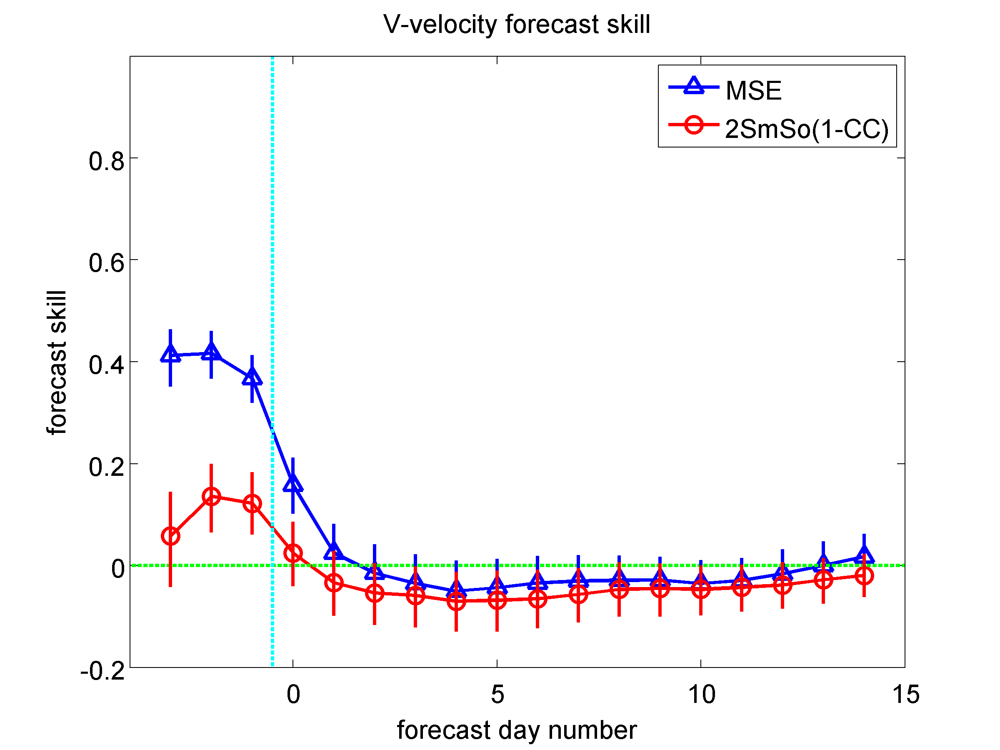 V-velocity forecast skill
MSE
2SmSo(1-CC)
0.8
0.6
0.4
0.2
0
-0.2
forecast skill
0 5 10 15
forecast day number